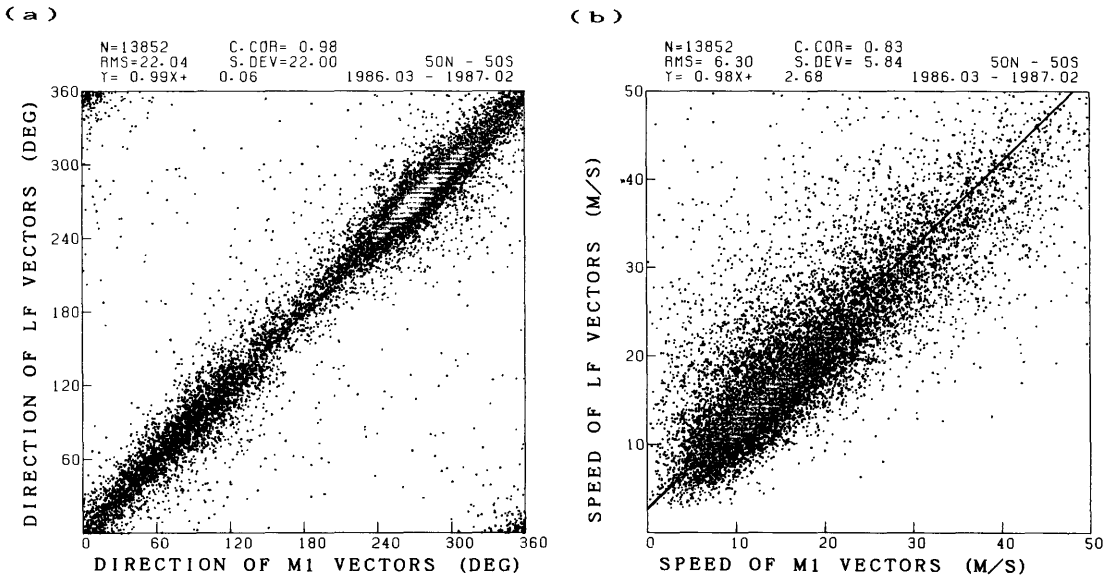 (a)
N=13852 C.COR= 0.98
RMS=22.04 S.DEV=22.00 50N - 50S
Y= 0.99X+ 0.06 1986.03 - 1987.02
DIRECTION OF LF VECTORS (DEG)
360
300
240
180
120
60
0 60 120 180 240 300 360
DIRECTION OF M1 VECTORS (DEG)
(b)
N=13852 C.COR= 0.83
RMS= 6.30 S.DEV= 5.84 50N - 50S
Y= 0.98X+ 2.68 1986.03 - 1987.02
SPEED OF LF VECTORS (M/S)
50
40
30
20
10
0 10 20 30 40 50
SPEED OF M1 VECTORS (M/S)